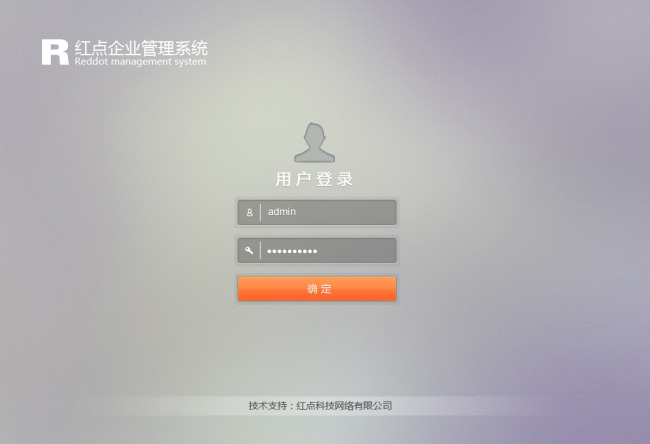 R 红点企业管理系统
Reddot management system
用户登录
admin
••••••••••
确定
技术支持：红点科技网络有限公司